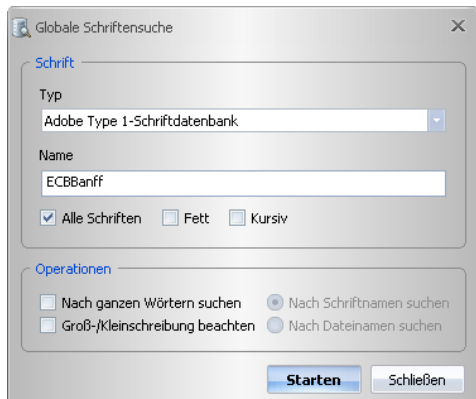 Globale Schriftensuche
Schrift
Typ
Adobe Type 1-Schriftdatenbank
Name
ECBBanff
Alle Schriften Fett Kursiv
Operationen
Nach ganzen Wörtern suchen Nach Schriftnamen suchen
Groß-/Kleinschreibung beachten Nach Dateinamen suchen
Starten Schließen